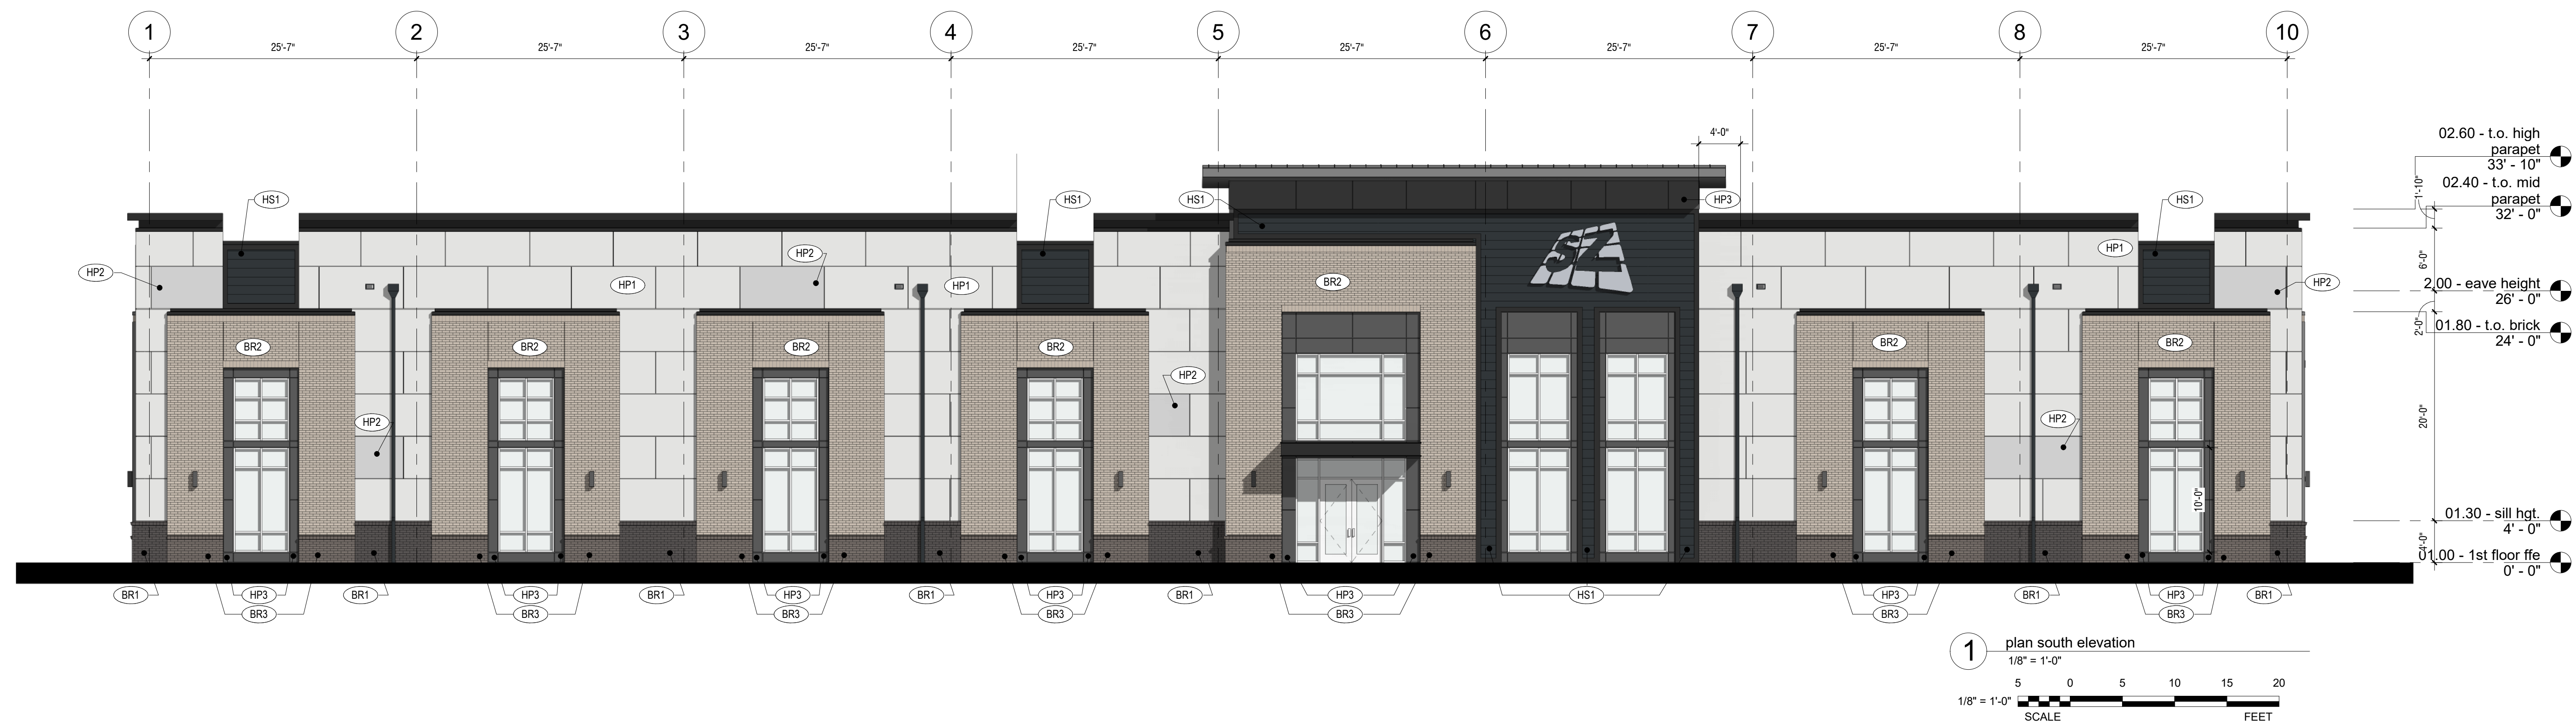 1 2 3 4 5 6 7 8 10
25'-7" 25'-7" 25'-7" 25'-7" 25'-7" 25'-7" 25'-7" 25'-7"
4'-0"
02.60 - t.o. high
parapet
33' - 10"
1'-10"
02.40 - t.o. mid
parapet
32' - 0"
HS1 HS1 HS1 HP3 HS1
SZ
HP2 HP2 HP1 HP1 BR2 HP1 HP2
6'-0"
2.00 - eave height
26' - 0"
2'-0"
01.80 - t.o. brick
24' - 0"
BR2 BR2 BR2 BR2 BR2 BR2
HP2
HP2 HP2
20'-0"
10'-0"
01.30 - sill hgt.
4' - 0"
4'-0"
01.00 - 1st floor ffe
0' - 0"
BR1 HP3 BR1 HP3 BR1 HP3 BR1 HP3 BR1 HP3 HS1 HP3 BR1 HP3 BR1
BR3 BR3 BR3 BR3 BR3 BR3 BR3
1 plan south elevation
1/8" = 1'-0"
5 0 5 10 15 20
1/8" = 1'-0"
SCALE FEET